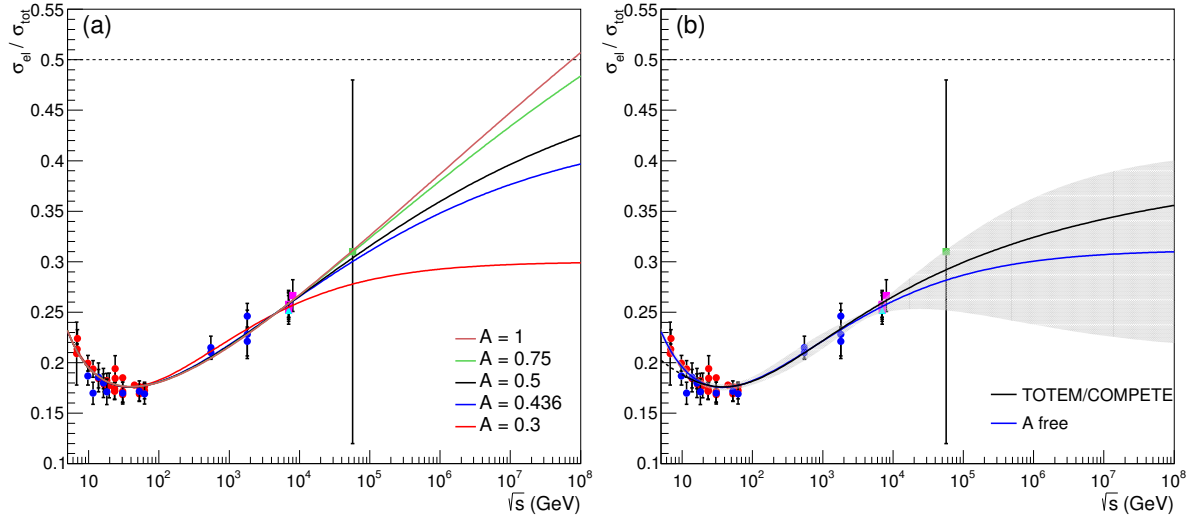 (a)
σel / σtot
0.55
0.5
0.45
0.4
0.35
0.3
0.25
0.2
0.15
0.1
A = 1
A = 0.75
A = 0.5
A = 0.436
A = 0.3
10 10² 10³ 10⁴ 10⁵ 10⁶ 10⁷ 10⁸
√s (GeV)
(b)
σel / σtot
0.55
0.5
0.45
0.4
0.35
0.3
0.25
0.2
0.15
0.1
TOTEM/COMPETE
A free
10 10² 10³ 10⁴ 10⁵ 10⁶ 10⁷ 10⁸
√s (GeV)